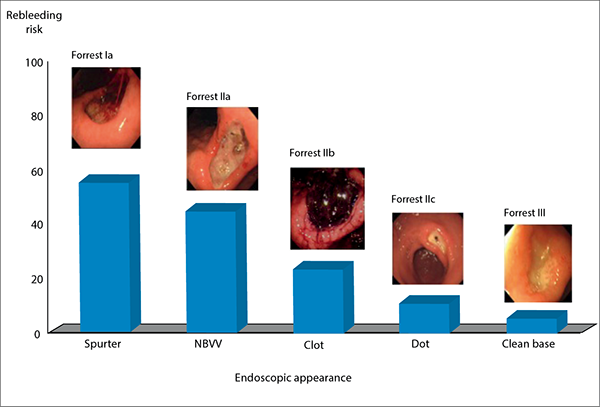 Rebleeding
risk
100
80
60
40
20
0
Forrest Ia
Forrest IIa
Forrest IIb
Forrest IIc
Forrest III
Spurter
NBVV
Clot
Dot
Clean base
Endoscopic appearance